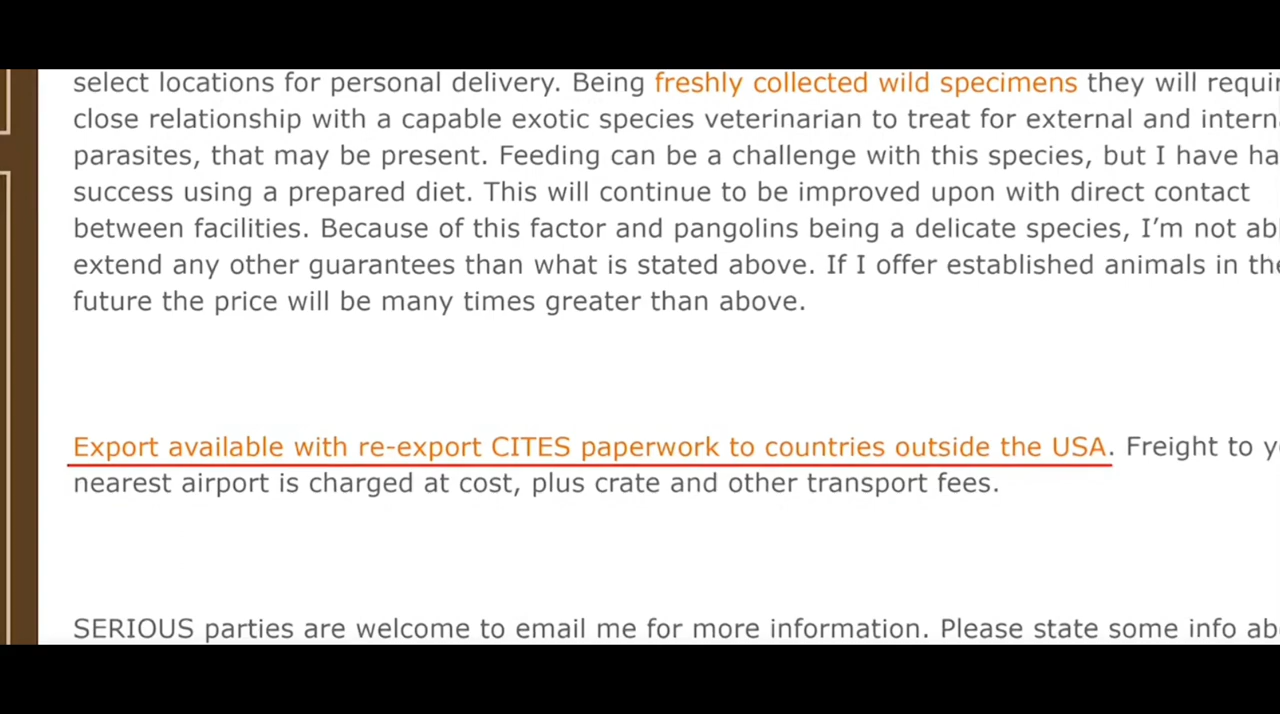 select locations for personal delivery. Being freshly collected wild specimens they will
close relationship with a capable exotic species veterinarian to treat for external and
parasites, that may be present. Feeding can be a challenge with this species, but I have
success using a prepared diet. This will continue to be improved upon with direct contact
between facilities. Because of this factor and pangolins being a delicate species, I’m not
extend any other guarantees than what is stated above. If I offer established animals in
future the price will be many times greater than above.
Export available with re-export CITES paperwork to countries outside the USA. Freight to
nearest airport is charged at cost, plus crate and other transport fees.
SERIOUS parties are welcome to email me for more information. Please state some info